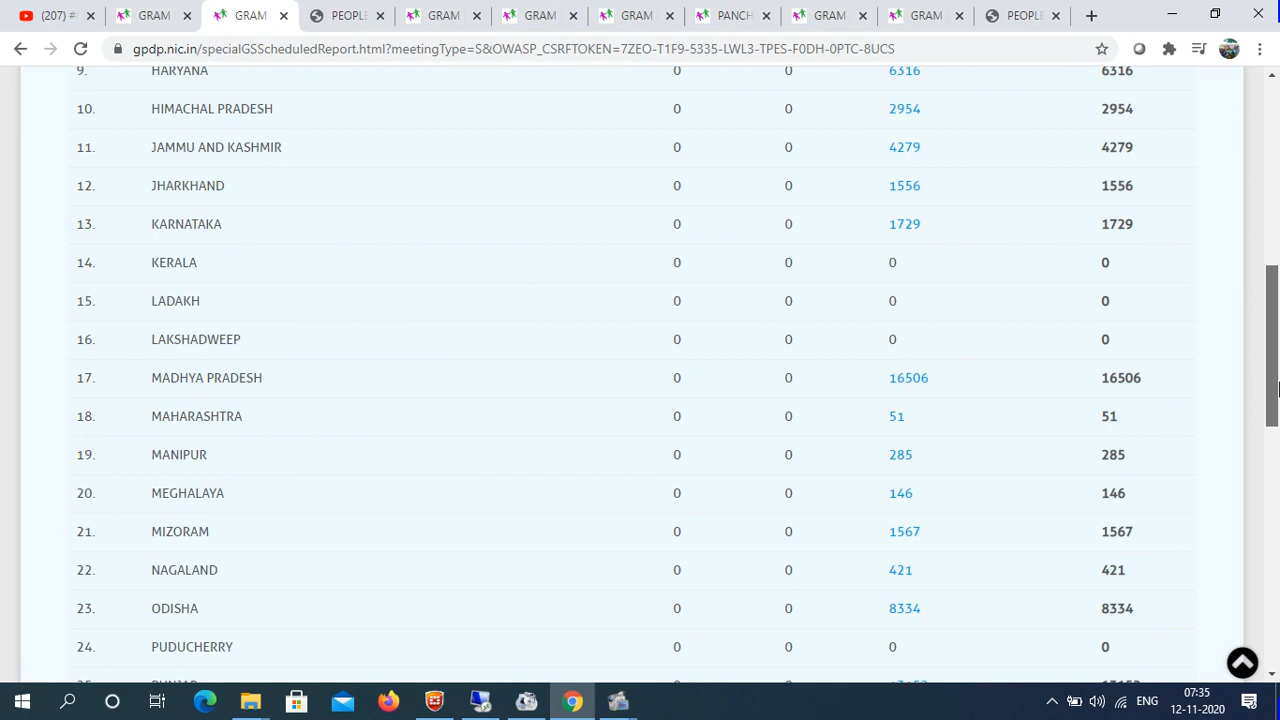 (207) #
GRAM
GRAM
PEOPLE
GRAM
GRAM
GRAM
PANCH
GRAM
GRAM
PEOPLE
gpdp.nic.in/specialGSScheduledReport.html?meetingType=S&OWASP_CSRFTOKEN=7ZEO-T1F9-5335-LWL3-TPES-F0DH-0PTC-8UCS
9. HARYANA 0 0 6316 6316
10. HIMACHAL PRADESH 0 0 2954 2954
11. JAMMU AND KASHMIR 0 0 4279 4279
12. JHARKHAND 0 0 1556 1556
13. KARNATAKA 0 0 1729 1729
14. KERALA 0 0 0 0
15. LADAKH 0 0 0 0
16. LAKSHADWEEP 0 0 0 0
17. MADHYA PRADESH 0 0 16506 16506
18. MAHARASHTRA 0 0 51 51
19. MANIPUR 0 0 285 285
20. MEGHALAYA 0 0 146 146
21. MIZORAM 0 0 1567 1567
22. NAGALAND 0 0 421 421
23. ODISHA 0 0 8334 8334
24. PUDUCHERRY 0 0 0 0
ENG
07:35
12-11-2020